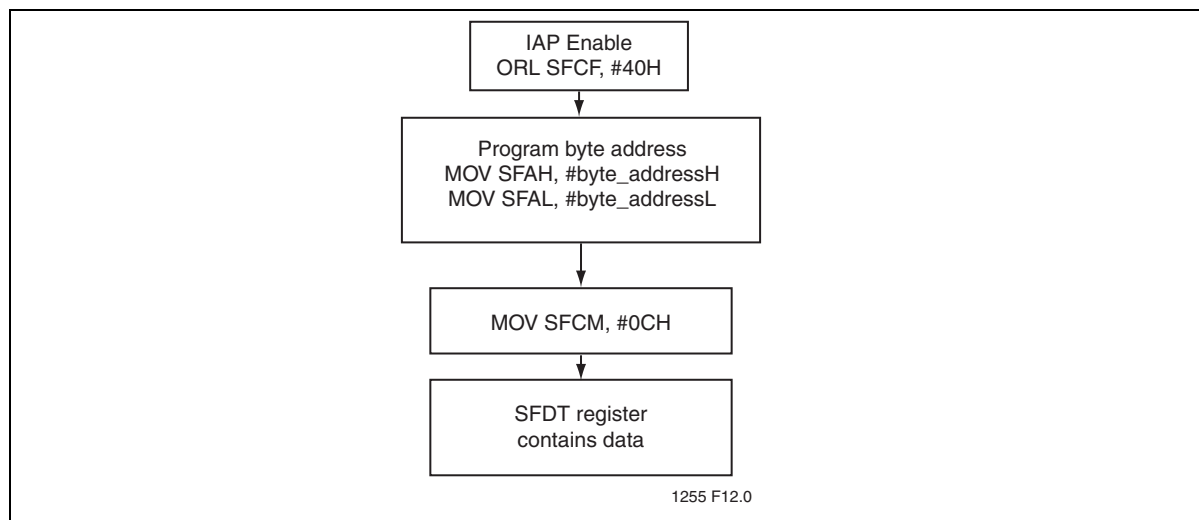 IAP Enable
ORL SFCF, #40H
Program byte address
MOV SFAH, #byte_addressH
MOV SFAL, #byte_addressL
MOV SFCM, #0CH
SFDT register
contains data
1255 F12.0